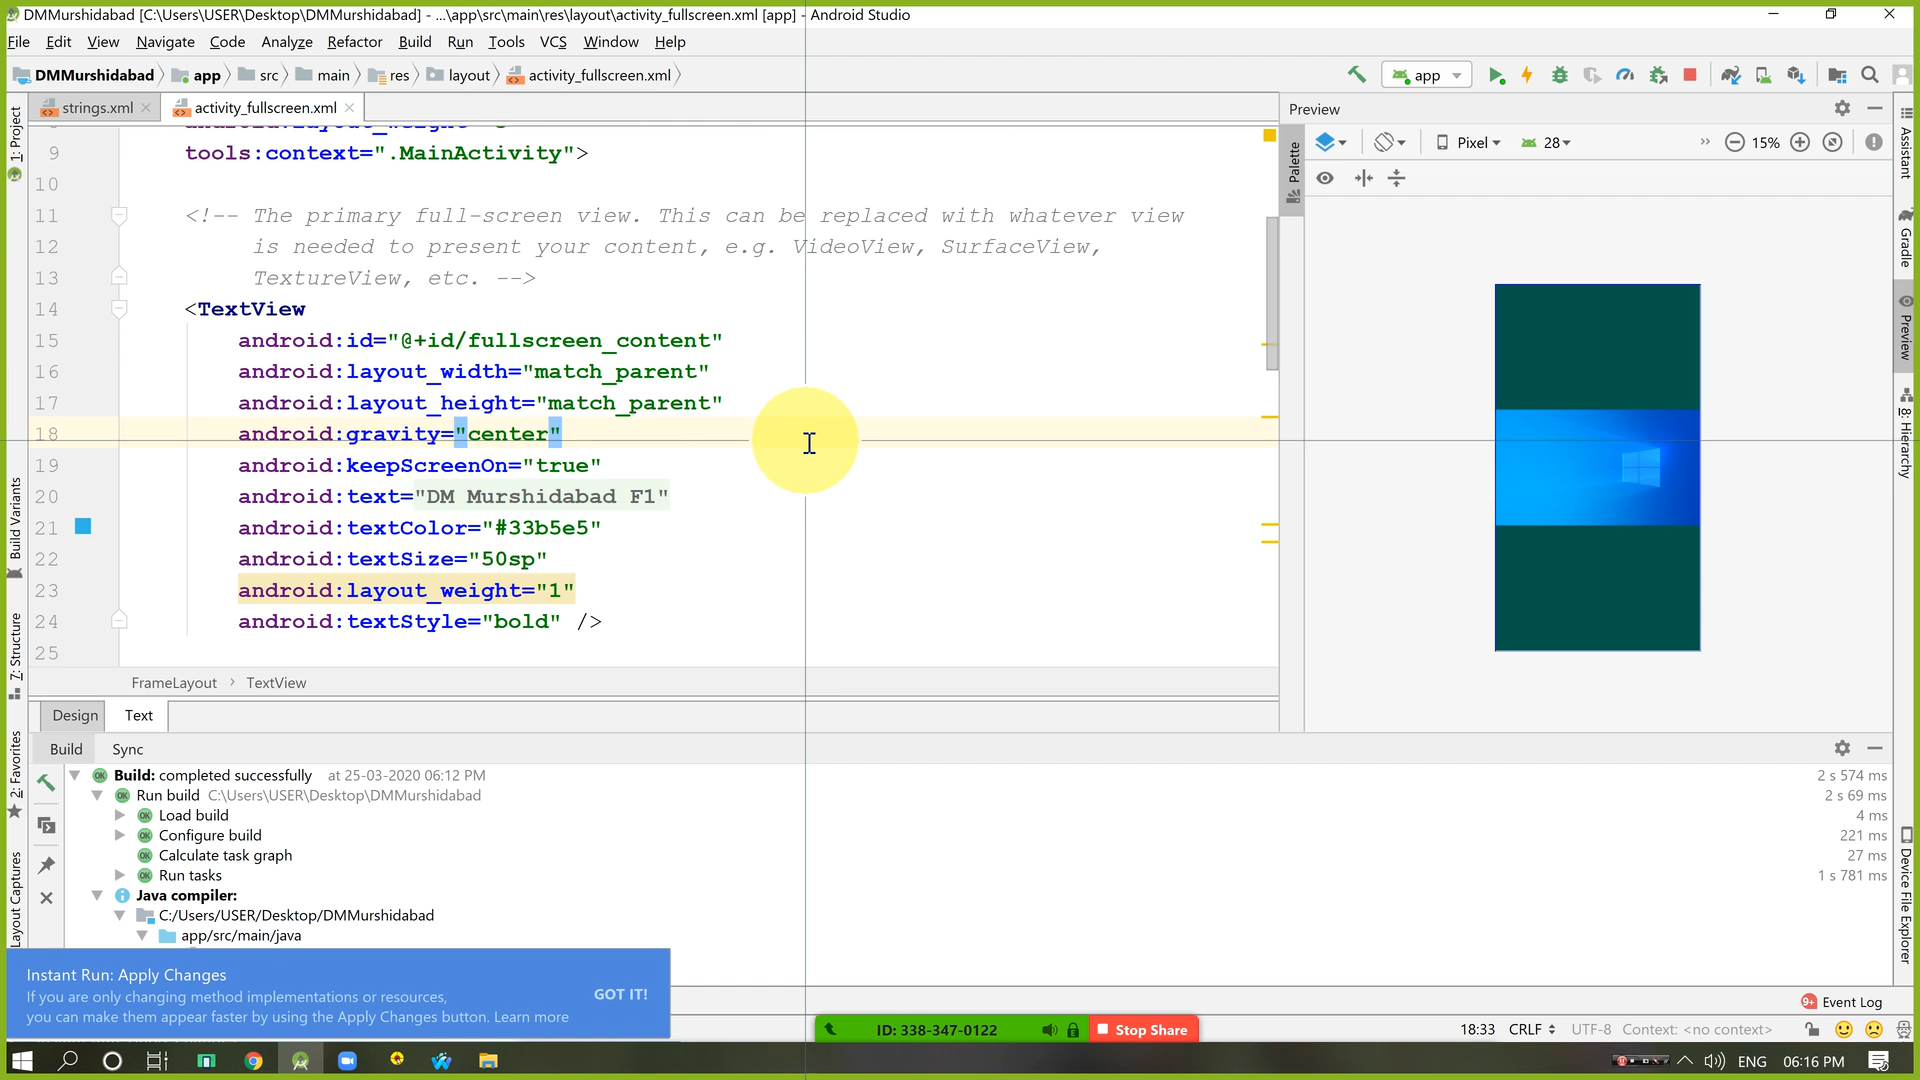 DMMurshidabad [C:\Users\USER\Desktop\DMMurshidabad] - ...\app\src\main\res\layout\activity_fullscreen.xml [app] - Android Studio
File Edit View Navigate Code Analyze Refactor Build Run Tools VCS Window Help
DMMurshidabad app src main res layout activity_fullscreen.xml
app
strings.xml activity_fullscreen.xml
Preview
Pixel 28 15%
1: Project
Build Variants
7: Structure
2: Favorites
Layout Captures
Palette
Assistant
Gradle
Preview
8: Hierarchy
Device File Explorer
9 tools:context=".MainActivity">
10
11 <!-- The primary full-screen view. This can be replaced with whatever view
12 is needed to present your content, e.g. VideoView, SurfaceView,
13 TextureView, etc. -->
14 <TextView
15 android:id="@+id/fullscreen_content"
16 android:layout_width="match_parent"
17 android:layout_height="match_parent"
18 android:gravity="center"
19 android:keepScreenOn="true"
20 android:text="DM Murshidabad F1"
21 android:textColor="#33b5e5"
22 android:textSize="50sp"
23 android:layout_weight="1"
24 android:textStyle="bold" />
25
FrameLayout TextView
Design Text
Build Sync
Build: completed successfully at 25-03-2020 06:12 PM 2 s 574 ms
Run build C:\Users\USER\Desktop\DMMurshidabad 2 s 69 ms
Load build 4 ms
Configure build 221 ms
Calculate task graph 27 ms
Run tasks 1 s 781 ms
Java compiler:
C:/Users/USER/Desktop/DMMurshidabad
app/src/main/java
Instant Run: Apply Changes
If you are only changing method implementations or resources,
you can make them appear faster by using the Apply Changes button. Learn more
GOT IT!
9+ Event Log
ID: 338-347-0122 Stop Share
18:33 CRLF UTF-8 Context: <no context>
ENG 06:16 PM